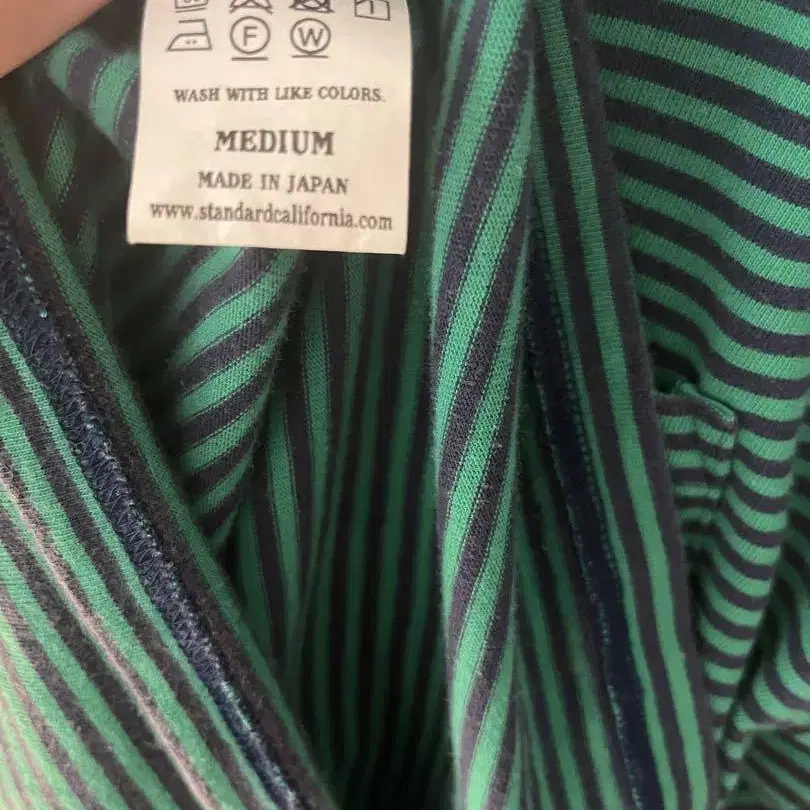 F W
WASH WITH LIKE COLORS.
MEDIUM
MADE IN JAPAN
www.standardcalifornia.com